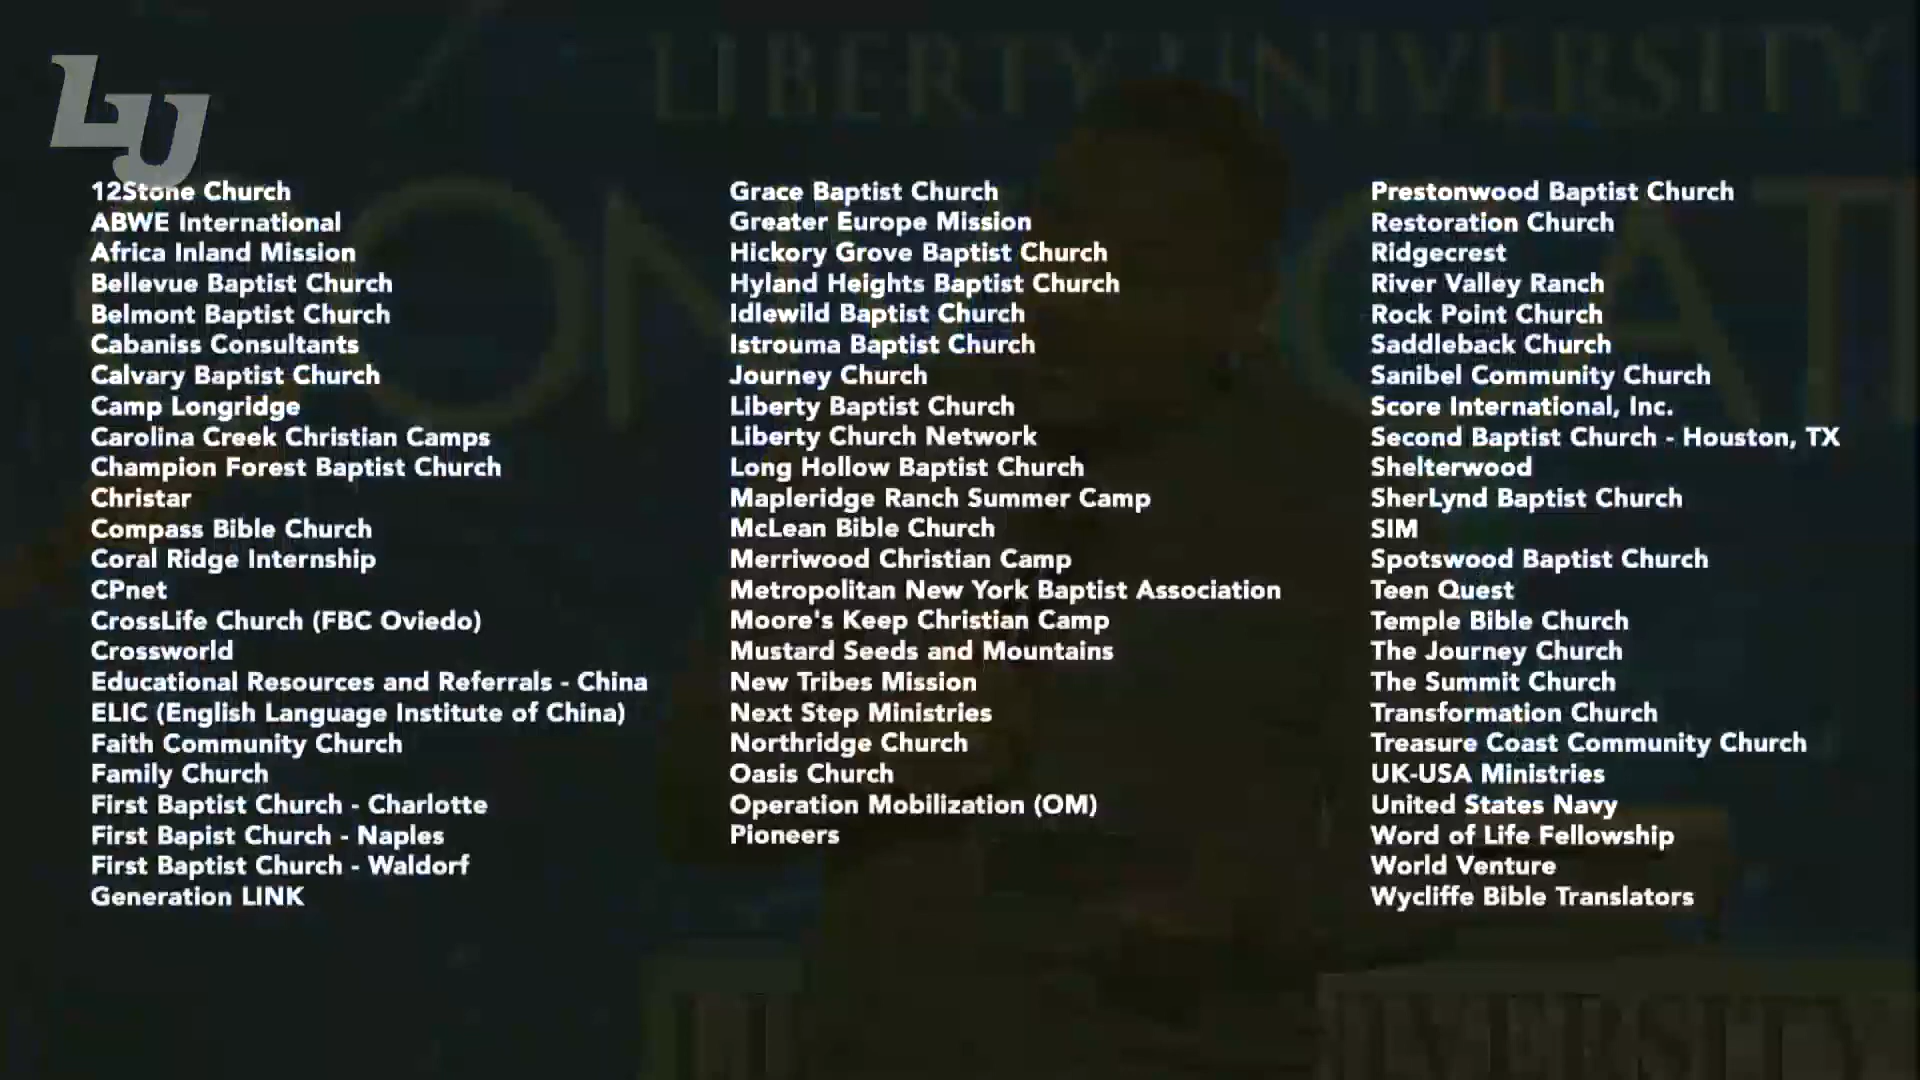 LIBERTY UNIVERSITY
LU
12Stone Church
ABWE International
Africa Inland Mission
Bellevue Baptist Church
Belmont Baptist Church
Cabaniss Consultants
Calvary Baptist Church
Camp Longridge
Carolina Creek Christian Camps
Champion Forest Baptist Church
Christar
Compass Bible Church
Coral Ridge Internship
CPnet
CrossLife Church (FBC Oviedo)
Crossworld
Educational Resources and Referrals - China
ELIC (English Language Institute of China)
Faith Community Church
Family Church
First Baptist Church - Charlotte
First Bapist Church - Naples
First Baptist Church - Waldorf
Generation LINK
Grace Baptist Church
Greater Europe Mission
Hickory Grove Baptist Church
Hyland Heights Baptist Church
Idlewild Baptist Church
Istrouma Baptist Church
Journey Church
Liberty Baptist Church
Liberty Church Network
Long Hollow Baptist Church
Mapleridge Ranch Summer Camp
McLean Bible Church
Merriwood Christian Camp
Metropolitan New York Baptist Association
Moore's Keep Christian Camp
Mustard Seeds and Mountains
New Tribes Mission
Next Step Ministries
Northridge Church
Oasis Church
Operation Mobilization (OM)
Pioneers
Prestonwood Baptist Church
Restoration Church
Ridgecrest
River Valley Ranch
Rock Point Church
Saddleback Church
Sanibel Community Church
Score International, Inc.
Second Baptist Church - Houston, TX
Shelterwood
SherLynd Baptist Church
SIM
Spotswood Baptist Church
Teen Quest
Temple Bible Church
The Journey Church
The Summit Church
Transformation Church
Treasure Coast Community Church
UK-USA Ministries
United States Navy
Word of Life Fellowship
World Venture
Wycliffe Bible Translators